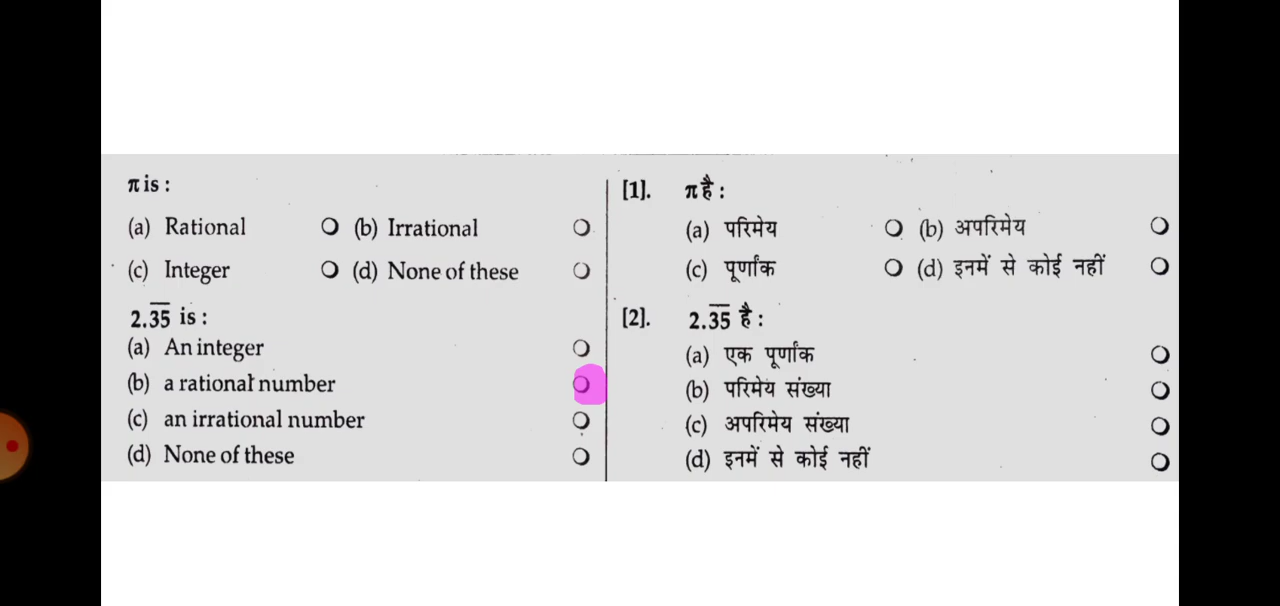 π is :
(a) Rational O (b) Irrational O
(c) Integer O (d) None of these O
2.3̅5̅ is :
(a) An integer O
(b) a rational number O
(c) an irrational number O
(d) None of these O
[1]. π है :
(a) परिमेय O (b) अपरिमेय O
(c) पूर्णांक O (d) इनमें से कोई नहीं O
[2]. 2.3̅5̅ है :
(a) एक पूर्णांक O
(b) परिमेय संख्या O
(c) अपरिमेय संख्या O
(d) इनमें से कोई नहीं O